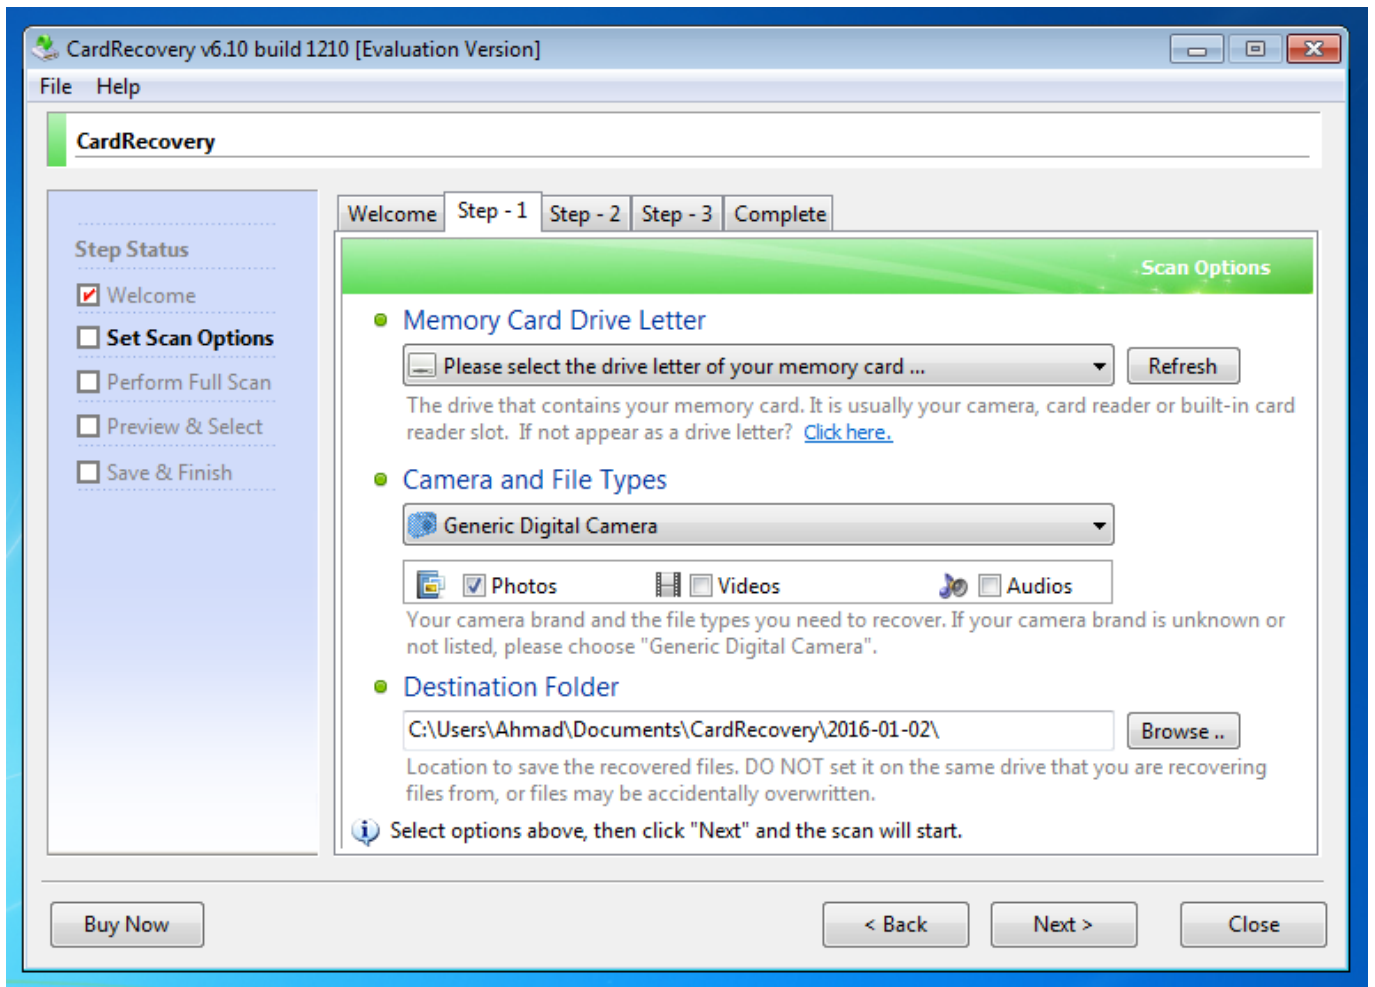 CardRecovery v6.10 build 1210 [Evaluation Version]
File Help
CardRecovery
Step Status
Welcome
Set Scan Options
Perform Full Scan
Preview & Select
Save & Finish
Welcome Step - 1 Step - 2 Step - 3 Complete
Scan Options
Memory Card Drive Letter
Please select the drive letter of your memory card ... Refresh
The drive that contains your memory card. It is usually your camera, card reader or built-in card
reader slot. If not appear as a drive letter? Click here.
Camera and File Types
Generic Digital Camera
Photos Videos Audios
Your camera brand and the file types you need to recover. If your camera brand is unknown or
not listed, please choose "Generic Digital Camera".
Destination Folder
C:\Users\Ahmad\Documents\CardRecovery\2016-01-02\ Browse ..
Location to save the recovered files. DO NOT set it on the same drive that you are recovering
files from, or files may be accidentally overwritten.
Select options above, then click "Next" and the scan will start.
Buy Now < Back Next > Close